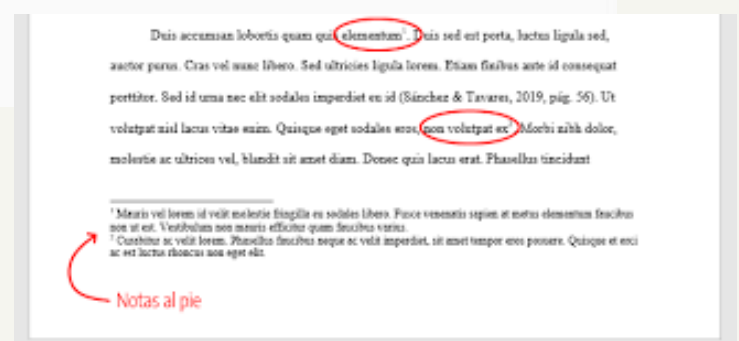 Duis accumsan lobortis quam quis elementum¹. Duis sed est porta, luctus ligula sed,
auctor purus. Cras vel nunc libero. Sed ultricies ligula lorem. Etiam finibus ante id consequat
porttitor. Sed id urna nec elit sodales imperdiet eu id (Sánchez & Tavares, 2019, pág. 56). Ut
volutpat nisl lacus vitae enim. Quisque eget sodales eros, non volutpat ex². Morbi nibh dolor,
molestie ac ultrices vel, blandit sit amet diam. Donec quis lacus erat. Phasellus tincidunt
¹ Mauris vel lorem id velit molestie fringilla eu sodales libero. Fusce venenatis sapien at metus elementum faucibus
non ut est. Vestibulum non mauris efficitur quam faucibus varius.
² Curabitur ac velit lorem. Phasellus faucibus neque ac velit imperdiet, sit amet tempor eros posuere. Quisque et orci
ac est luctus rhoncus non eget elit.
Notas al pie